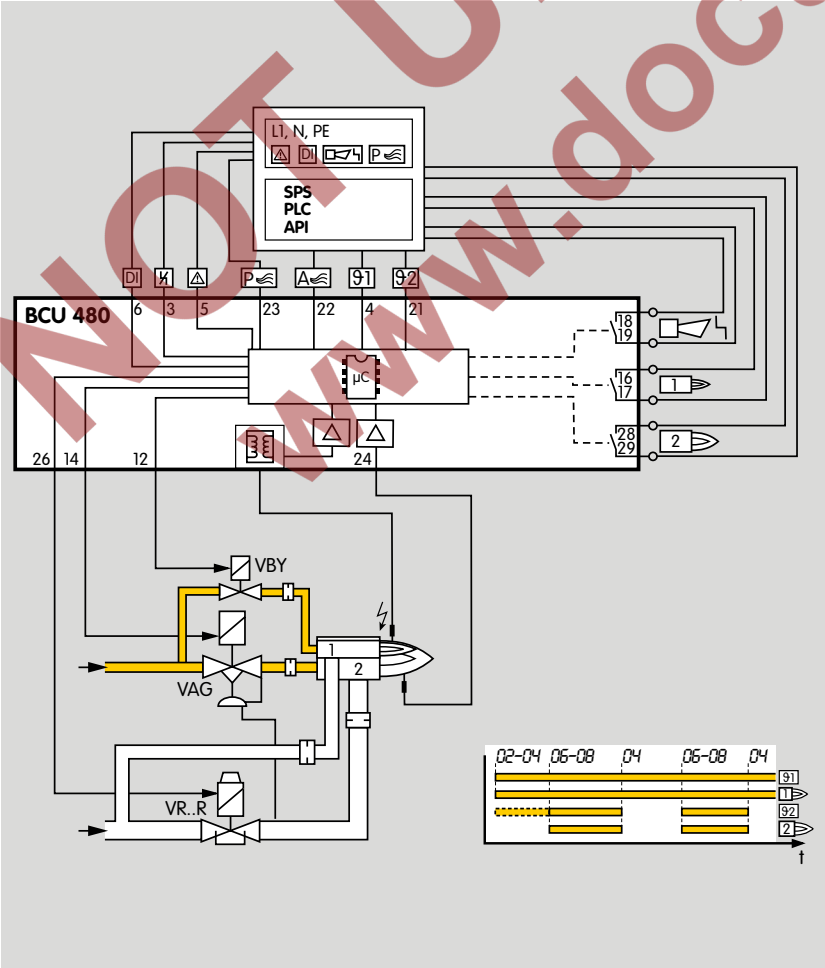 NOT U
www.doc
L1, N, PE
DI
P
SPS
PLC
API
DI
P
A
ϑ1
ϑ2
6
3
5
23
22
4
21
BCU 480
18
19
µC
16
17
1
28
29
2
26
14
12
24
VBY
1
2
VAG
VR..R
02-04
06-08
04
06-08
04
ϑ1
1
ϑ2
2
t